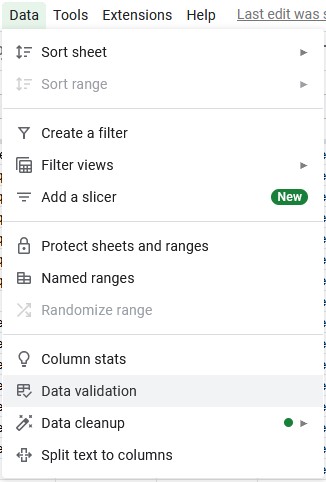 Data Tools Extensions Help Last edit was
Sort sheet
Sort range
Create a filter
Filter views
Add a slicer New
Protect sheets and ranges
Named ranges
Randomize range
Column stats
Data validation
Data cleanup
Split text to columns